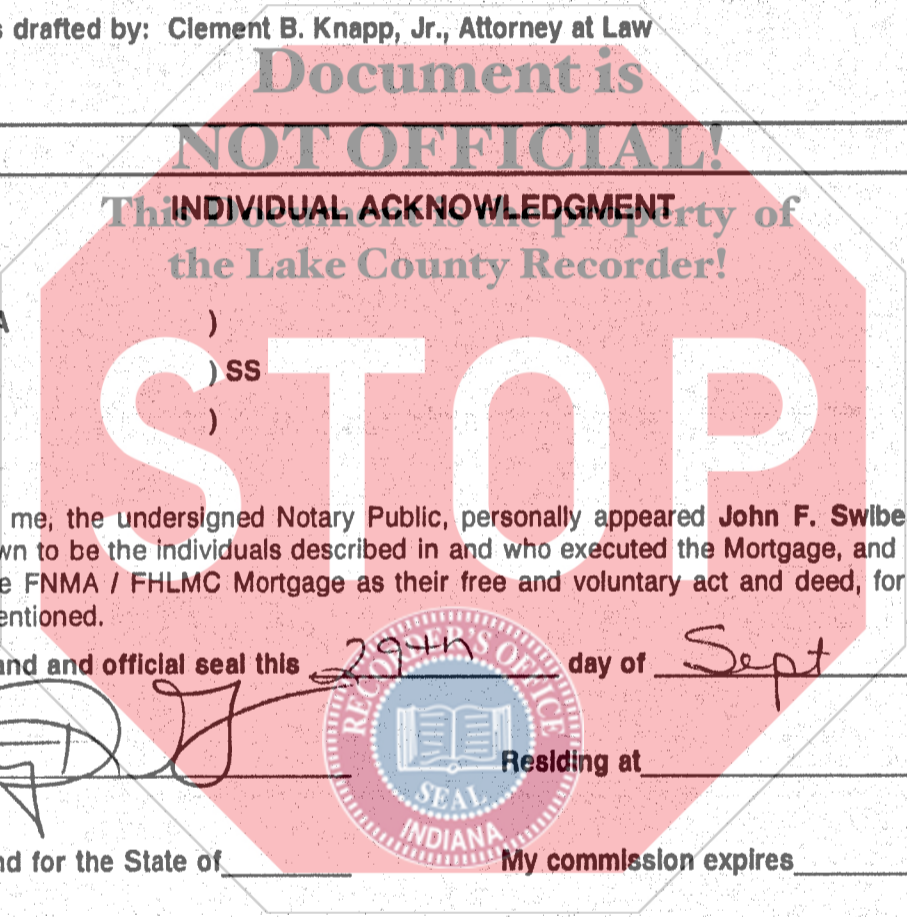 s drafted by: Clement B. Knapp, Jr., Attorney at Law
Document is
NOT OFFICIAL!
INDIVIDUAL ACKNOWLEDGMENT
This Document is the property of
the Lake County Recorder!
A )
) SS
)
STOP
me, the undersigned Notary Public, personally appeared John F. Swibe
wn to be the individuals described in and who executed the Mortgage, and
e FNMA / FHLMC Mortgage as their free and voluntary act and deed, for
entioned.
and and official seal this 29th day of Sept
RECORDER'S OFFICE
SEAL
INDIANA
Residing at
nd for the State of My commission expires